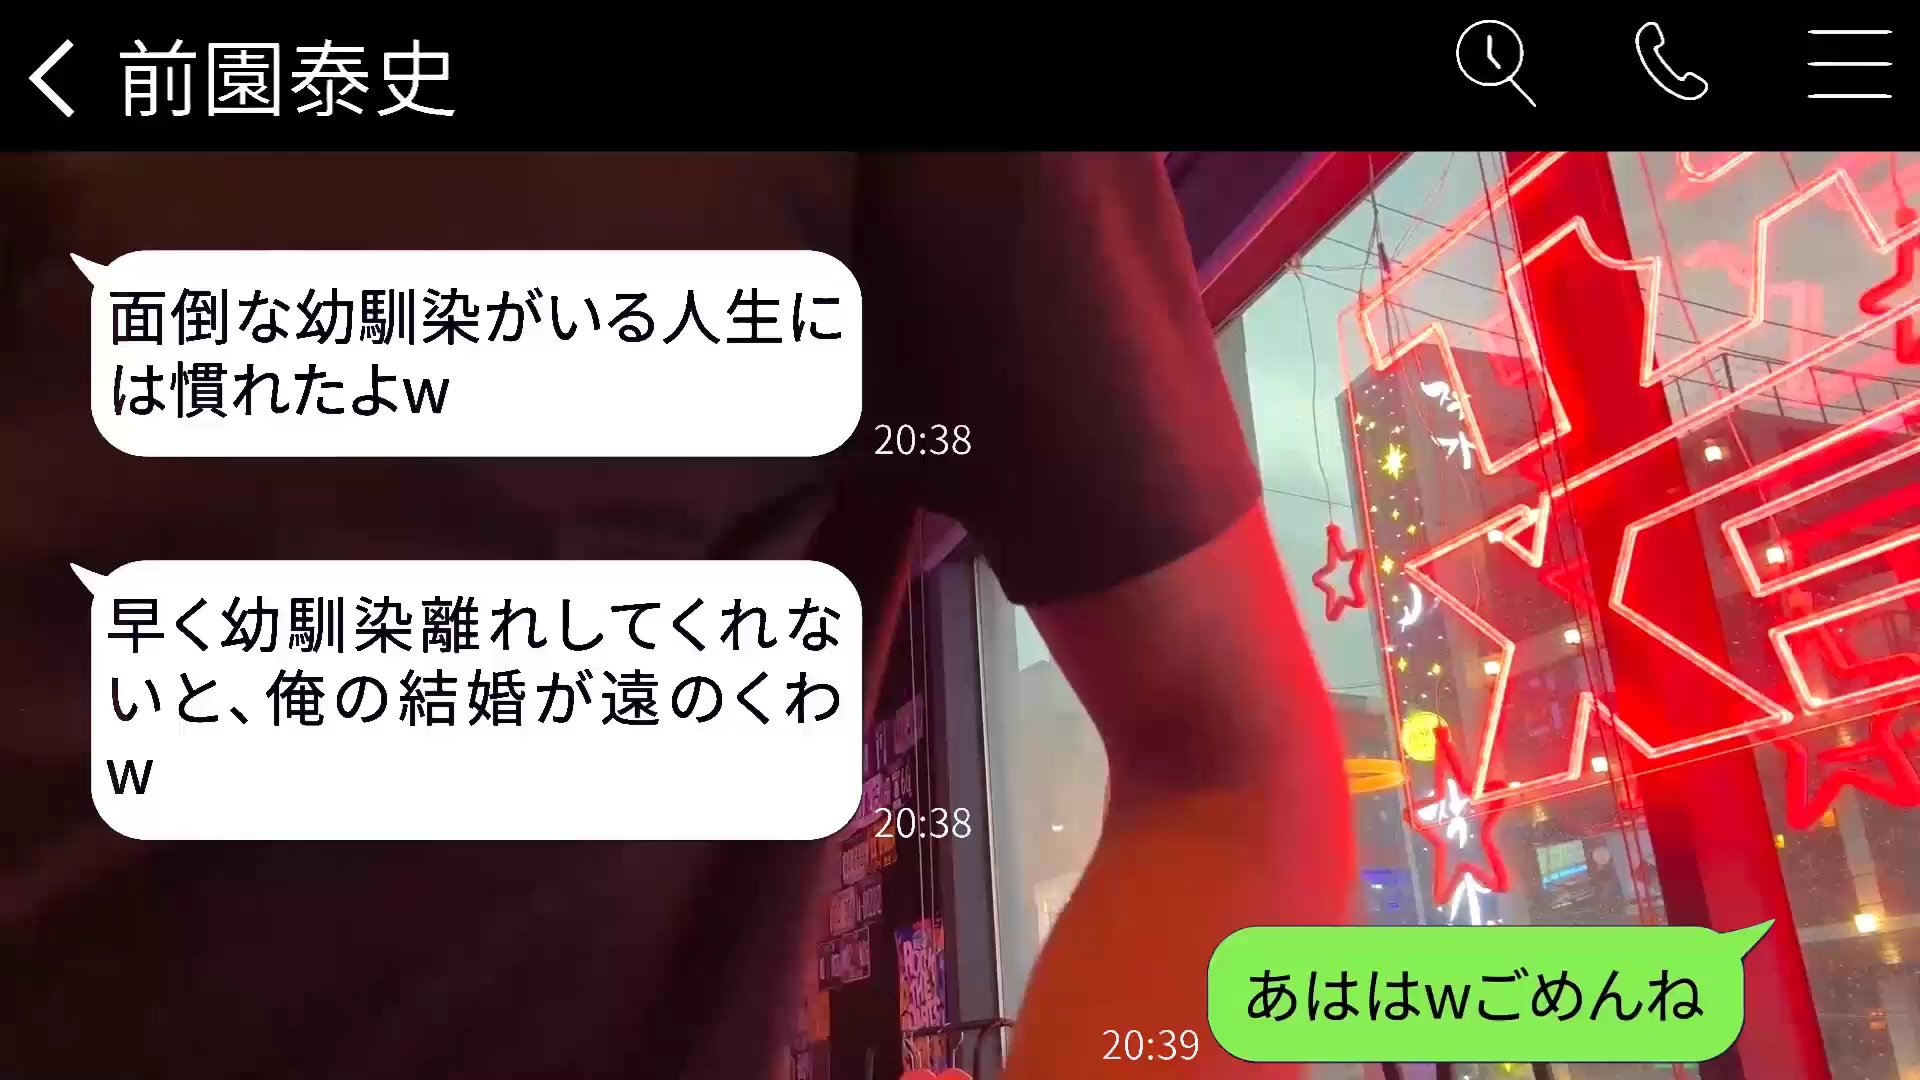 前園泰史
面倒な幼馴染がいる人生に
は慣れたよw
20:38
早く幼馴染離れしてくれな
いと、俺の結婚が遠のくわ
w
20:38
あははwごめんね
20:39